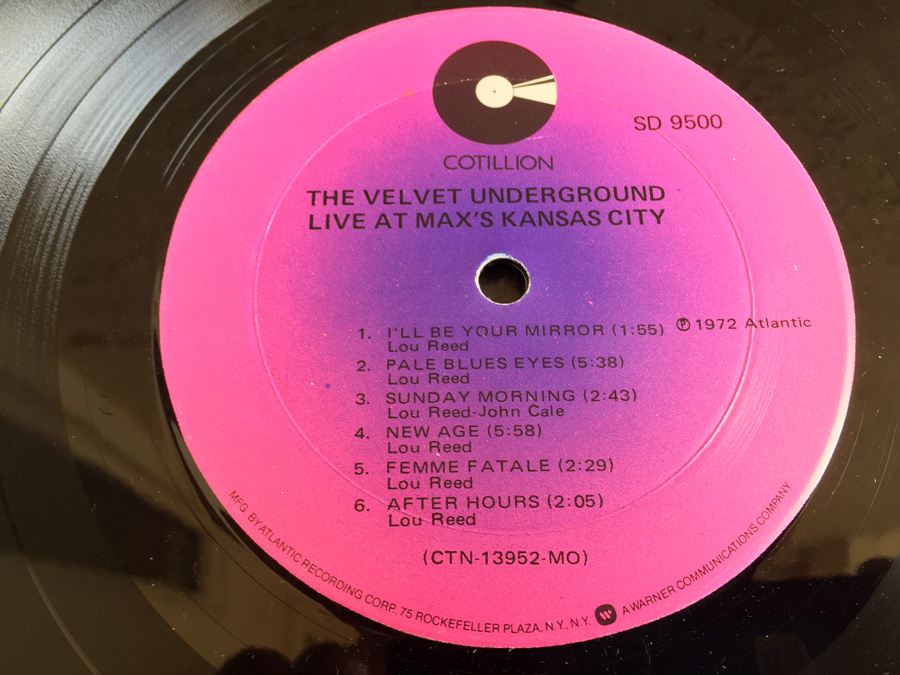 COTILLION
SD 9500
THE VELVET UNDERGROUND
LIVE AT MAX'S KANSAS CITY
1. I'LL BE YOUR MIRROR (1:55)
Lou Reed
℗ 1972 Atlantic
2. PALE BLUES EYES (5:38)
Lou Reed
3. SUNDAY MORNING (2:43)
Lou Reed-John Cale
4. NEW AGE (5:58)
Lou Reed
5. FEMME FATALE (2:29)
Lou Reed
6. AFTER HOURS (2:05)
Lou Reed
(CTN-13952-MO)
MFG. BY ATLANTIC RECORDING CORP. 75 ROCKEFELLER PLAZA, N.Y., N.Y. W A WARNER COMMUNICATIONS COMPANY